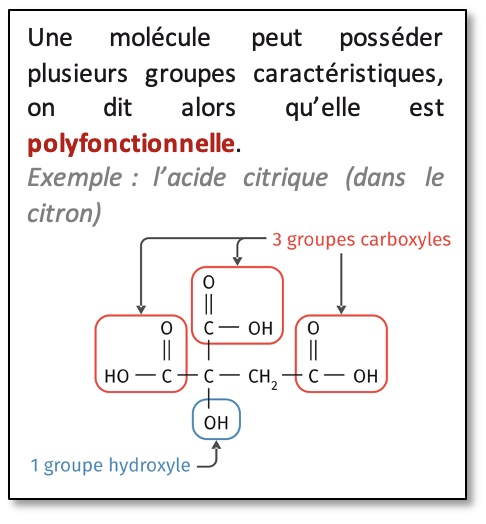 Une molécule peut posséder
plusieurs groupes caractéristiques,
on dit alors qu’elle est
polyfonctionnelle.
Exemple : l’acide citrique (dans le
citron)
3 groupes carboxyles
O
O O
C — OH
HO — C — C — CH₂ — C — OH
OH
1 groupe hydroxyle